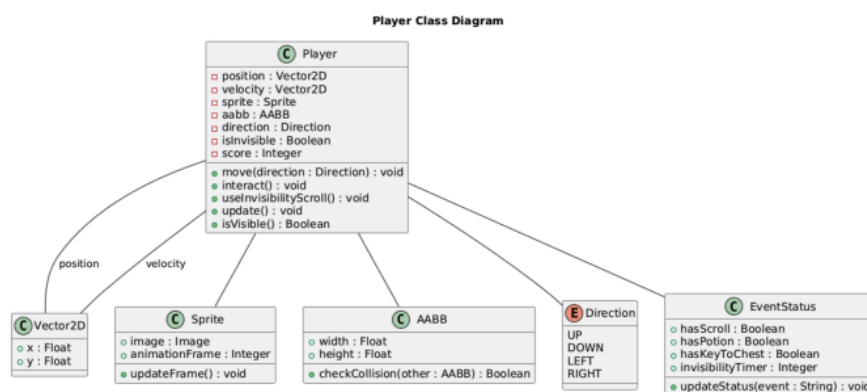 Player Class Diagram
C Player
position : Vector2D
velocity : Vector2D
sprite : Sprite
aabb : AABB
direction : Direction
isInvisible : Boolean
score : Integer
move(direction : Direction) : void
interact() : void
useInvisibilityScroll() : void
update() : void
isVisible() : Boolean
position
velocity
C Vector2D
x : Float
y : Float
C Sprite
image : Image
animationFrame : Integer
updateFrame() : void
C AABB
width : Float
height : Float
checkCollision(other : AABB) : Boolean
E Direction
UP
DOWN
LEFT
RIGHT
C EventStatus
hasScroll : Boolean
hasPotion : Boolean
hasKeyToChest : Boolean
invisibilityTimer : Integer
updateStatus(event : String) : void